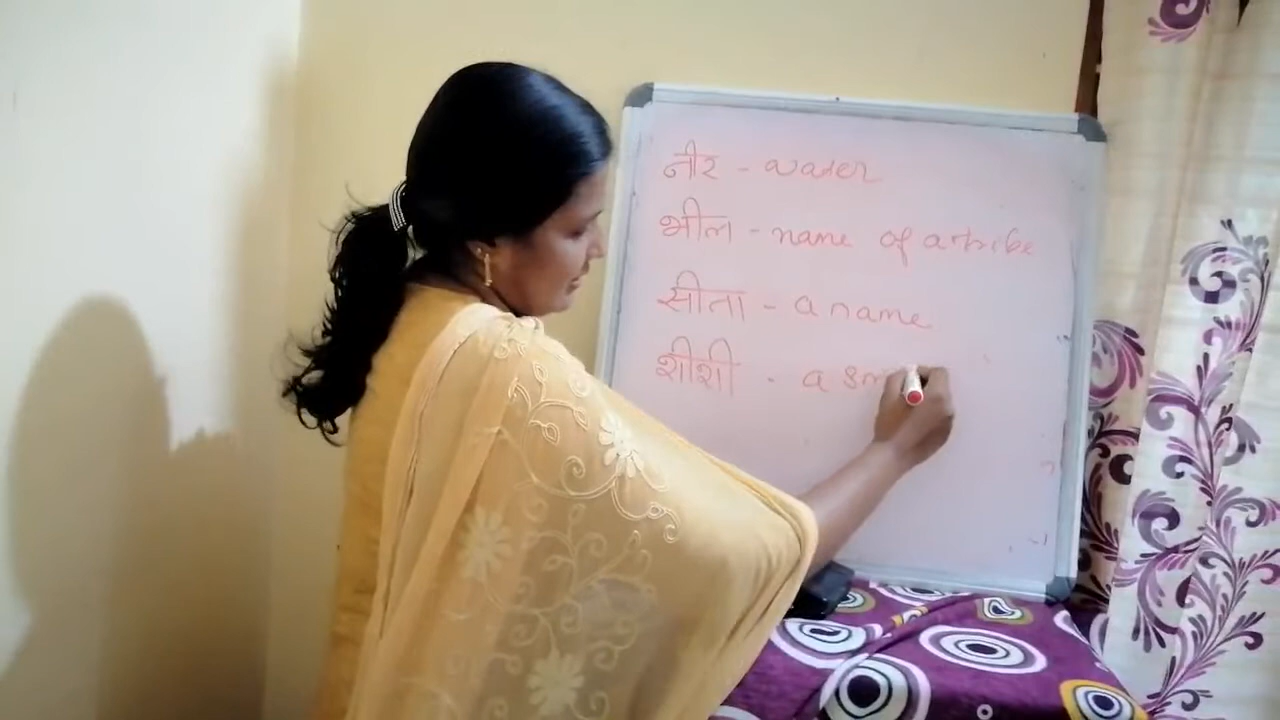 नीर - water
भील - name of a tribe
सीता - a name
शीशी - a sm